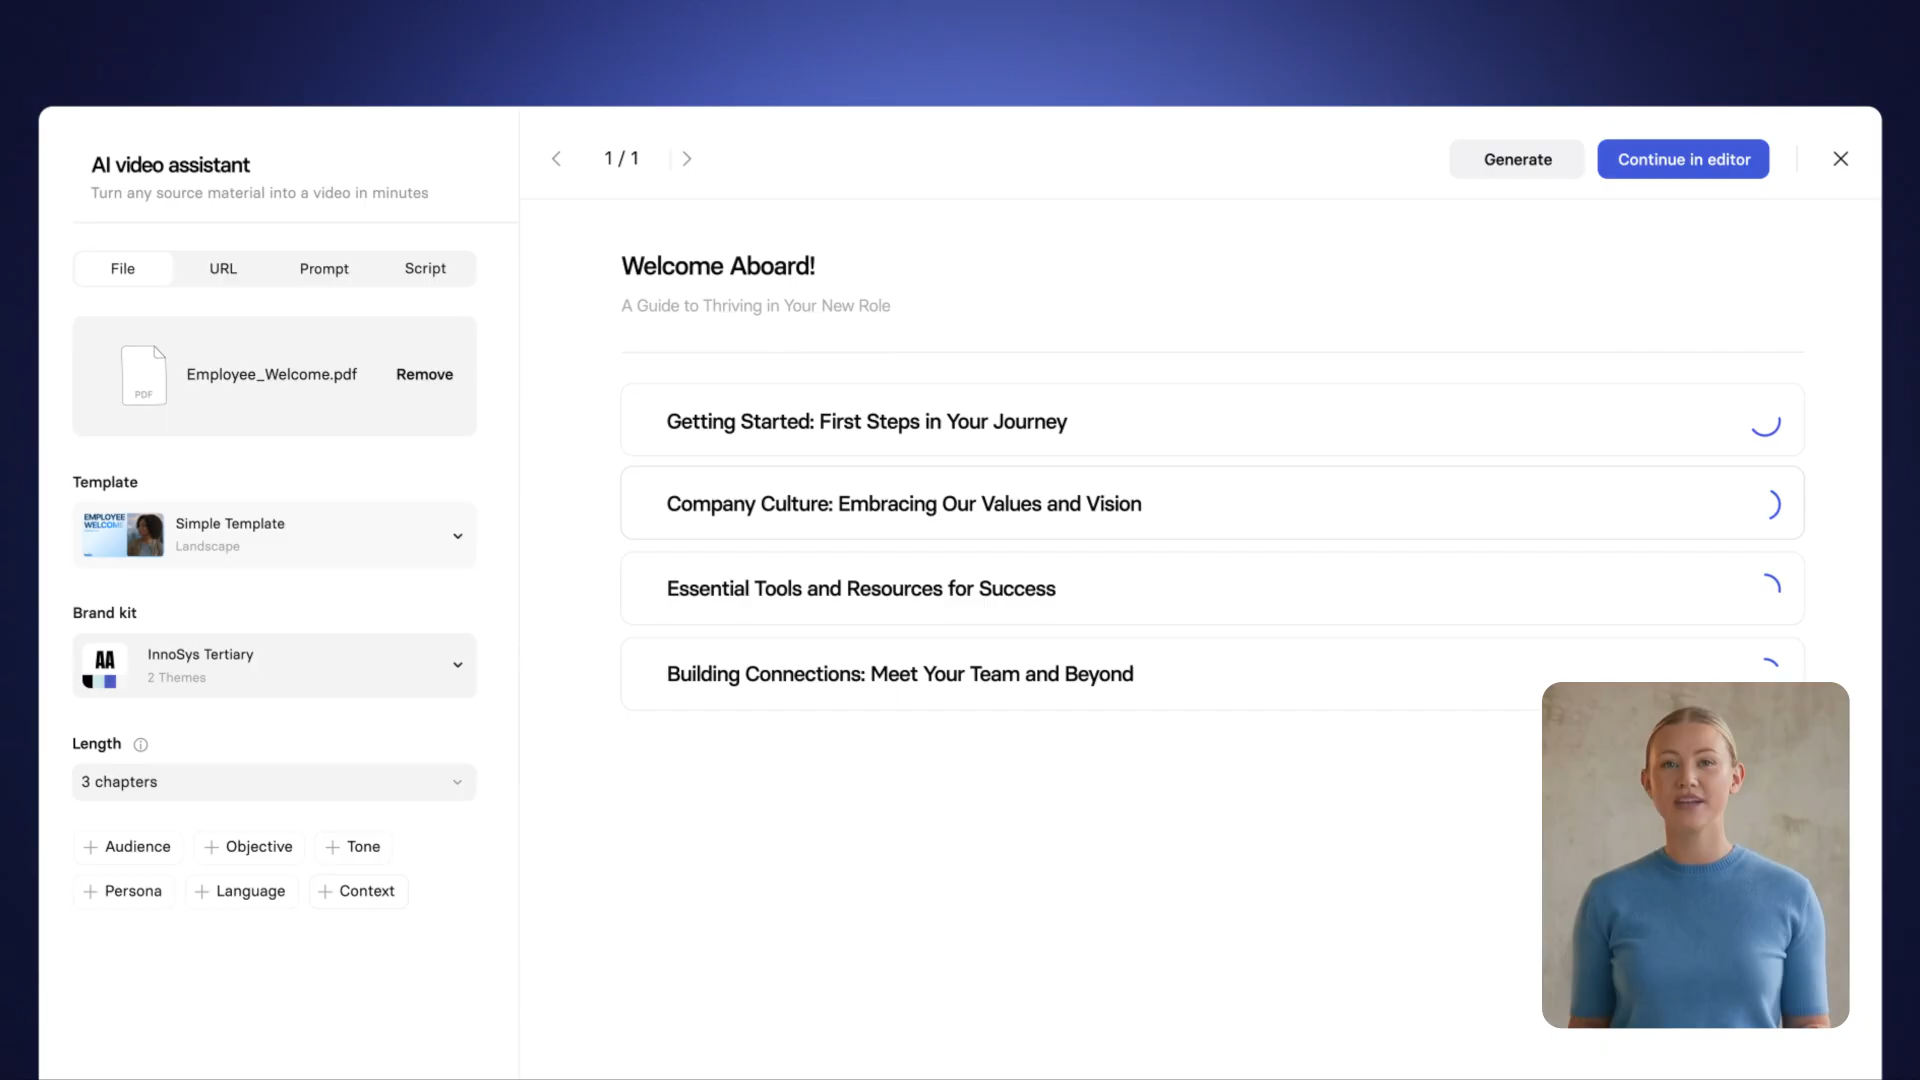 AI video assistant
Turn any source material into a video in minutes
File
URL
Prompt
Script
PDF
Employee_Welcome.pdf
Remove
Template
EMPLOYEE
WELCOME
Simple Template
Landscape
Brand kit
AA
InnoSys Tertiary
2 Themes
Length
3 chapters
Audience
Objective
Tone
Persona
Language
Context
1 / 1
Generate
Continue in editor
Welcome Aboard!
A Guide to Thriving in Your New Role
Getting Started: First Steps in Your Journey
Company Culture: Embracing Our Values and Vision
Essential Tools and Resources for Success
Building Connections: Meet Your Team and Beyond